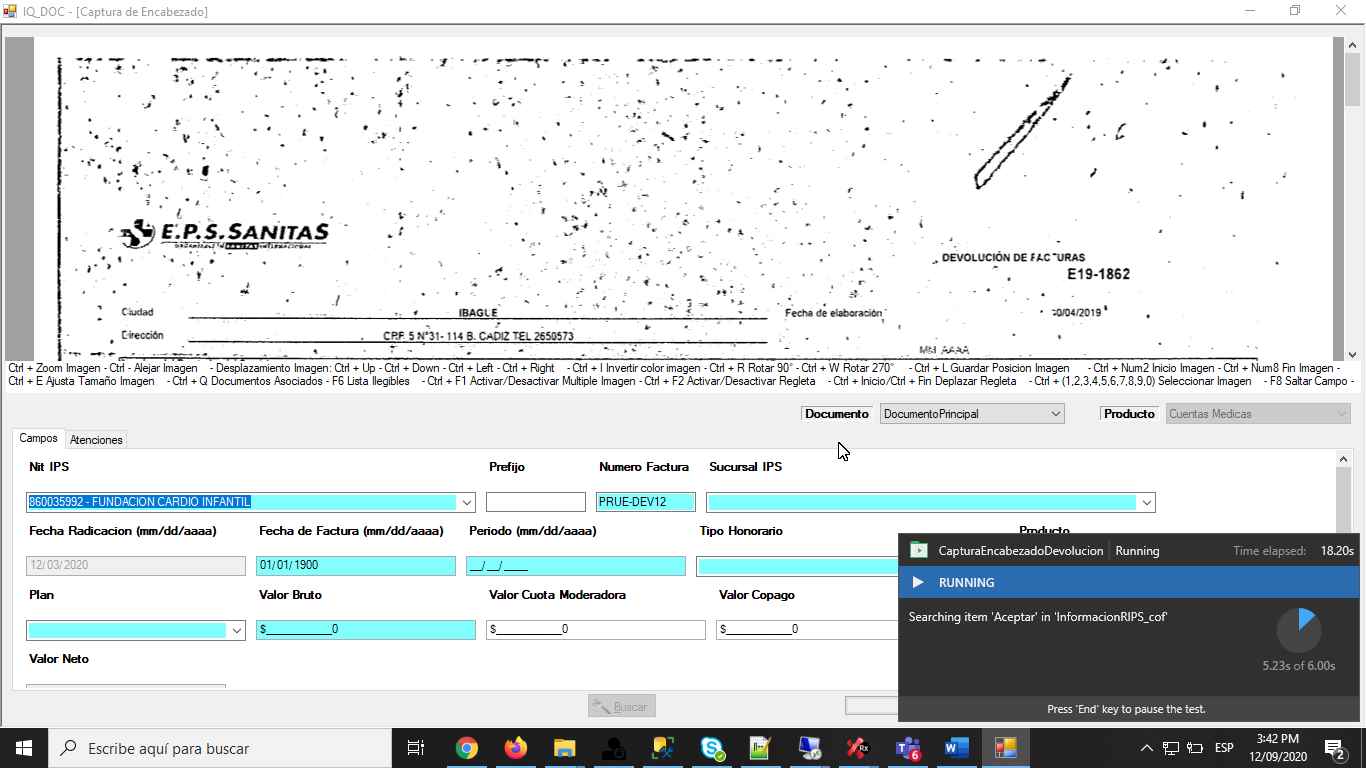 IQ_DOC - [Captura de Encabezado]
E.P.S. SANITAS
ORGANIZACIÓN SANITAS INTERNACIONAL
DEVOLUCIÓN DE FACTURAS
E19-1862
Ciudad IBAGUE Fecha de elaboración 30/04/2019
Dirección CRF. 5 N°31- 114 B. CADIZ TEL 2650573
MM AAAA
Ctrl + Zoom Imagen - Ctrl - Alejar Imagen - Desplazamiento Imagen: Ctrl + Up - Ctrl + Down - Ctrl + Left - Ctrl + Right - Ctrl + I Invertir color imagen - Ctrl + R Rotar 90° - Ctrl + W Rotar 270° - Ctrl + L Guardar Posicion Imagen - Ctrl + Num2 Inicio Imagen - Ctrl + Num8 Fin Imagen -
Ctrl + E Ajusta Tamaño Imagen - Ctrl + Q Documentos Asociados - F6 Lista Ilegibles - Ctrl + F1 Activar/Desactivar Multiple Imagen - Ctrl + F2 Activar/Desactivar Regleta - Ctrl + Inicio/Ctrl + Fin Deplazar Regleta - Ctrl + (1,2,3,4,5,6,7,8,9,0) Seleccionar Imagen - F8 Saltar Campo -
Documento DocumentoPrincipal Producto Cuentas Medicas
Campos Atenciones
Nit IPS Prefijo Numero Factura Sucursal IPS
860035992 - FUNDACION CARDIO INFANTIL PRUE-DEV12
Fecha Radicacion (mm/dd/aaaa) Fecha de Factura (mm/dd/aaaa) Periodo (mm/dd/aaaa) Tipo Honorario Producto
12/03/2020 01/01/1900 __/__/____
Plan Valor Bruto Valor Cuota Moderadora Valor Copago
$__________0 $__________0 $__________0
Valor Neto
Buscar
CapturaEncabezadoDevolucion Running Time elapsed: 18.20s
RUNNING
Searching item 'Aceptar' in 'InformacionRIPS_cof'
5.23s of 6.00s
Press 'End' key to pause the test.
Escribe aquí para buscar
Rx
6
ESP
3:42 PM
12/09/2020
2